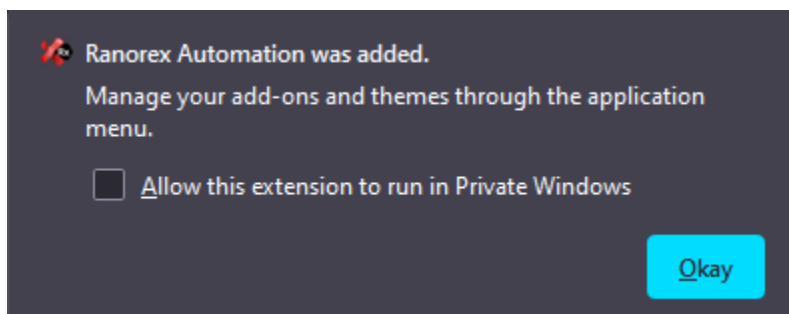 Ranorex Automation was added.
Manage your add-ons and themes through the application
menu.
Allow this extension to run in Private Windows
Okay